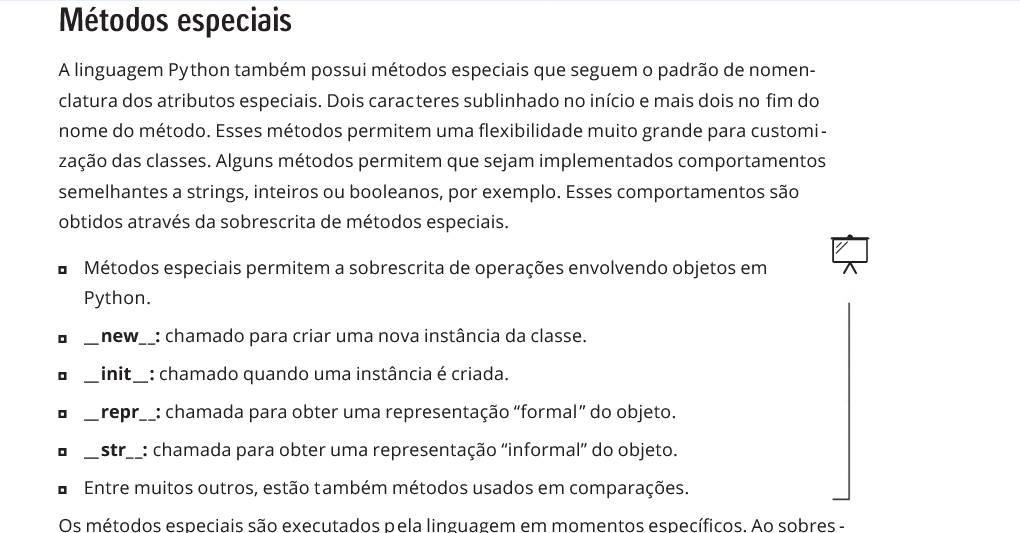 Métodos especiais
A linguagem Python também possui métodos especiais que seguem o padrão de nomen-
clatura dos atributos especiais. Dois caracteres sublinhado no início e mais dois no fim do
nome do método. Esses métodos permitem uma flexibilidade muito grande para customi-
zação das classes. Alguns métodos permitem que sejam implementados comportamentos
semelhantes a strings, inteiros ou booleanos, por exemplo. Esses comportamentos são
obtidos através da sobrescrita de métodos especiais.
Métodos especiais permitem a sobrescrita de operações envolvendo objetos em
Python.
__new__: chamado para criar uma nova instância da classe.
__init__: chamado quando uma instância é criada.
__repr__: chamada para obter uma representação “formal” do objeto.
__str__: chamada para obter uma representação “informal” do objeto.
Entre muitos outros, estão também métodos usados em comparações.
Os métodos especiais são executados pela linguagem em momentos específicos. Ao sobres-